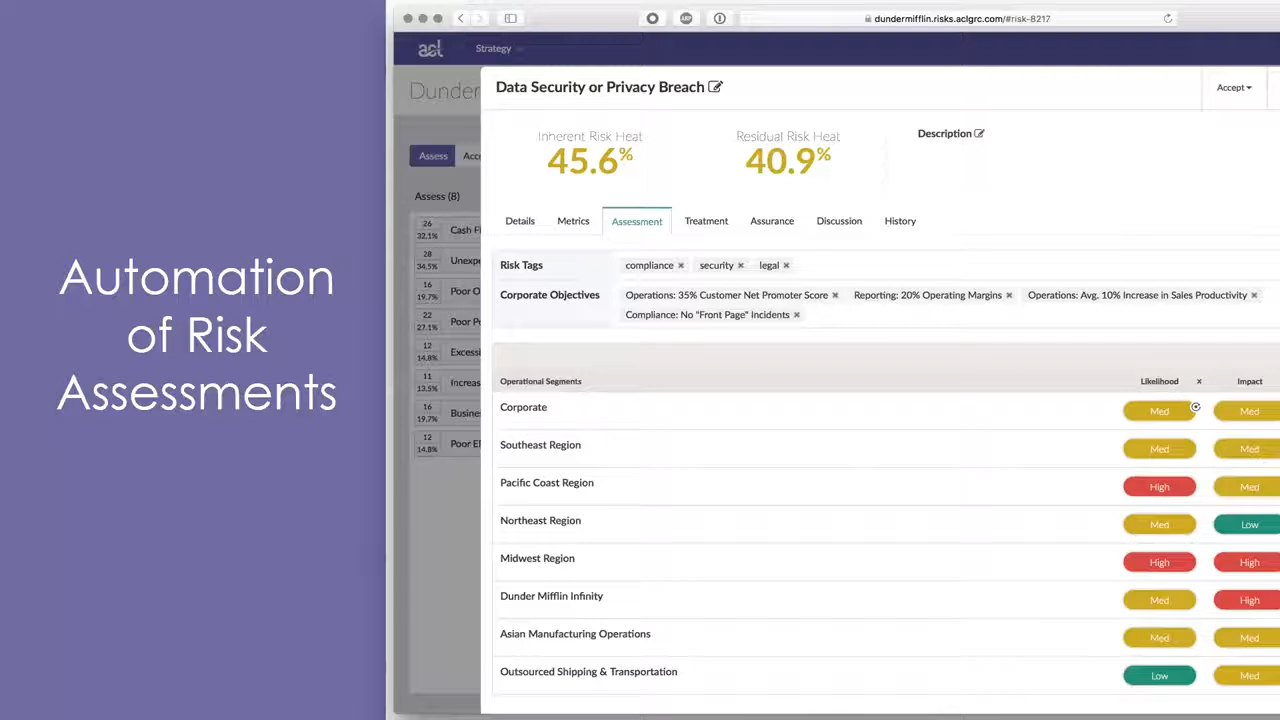 Automation
of Risk
Assessments
dundermifflin.risks.aclgrc.com/#risk-8217
acl
Strategy
Data Security or Privacy Breach
Accept
Inherent Risk Heat
45.6%
Residual Risk Heat
40.9%
Description
Assess
Assess (8)
26
32.1%
28
34.5%
16
19.7%
22
27.1%
12
14.8%
11
13.5%
16
19.7%
12
14.8%
Details
Metrics
Assessment
Treatment
Assurance
Discussion
History
Risk Tags
compliance × security × legal ×
Corporate Objectives
Operations: 35% Customer Net Promoter Score × Reporting: 20% Operating Margins × Operations: Avg. 10% Increase in Sales Productivity ×
Compliance: No "Front Page" Incidents ×
Operational Segments Likelihood x Impact
Corporate Med Med
Southeast Region Med Med
Pacific Coast Region High Med
Northeast Region Med Low
Midwest Region High High
Dunder Mifflin Infinity Med High
Asian Manufacturing Operations Med Med
Outsourced Shipping & Transportation Low Med